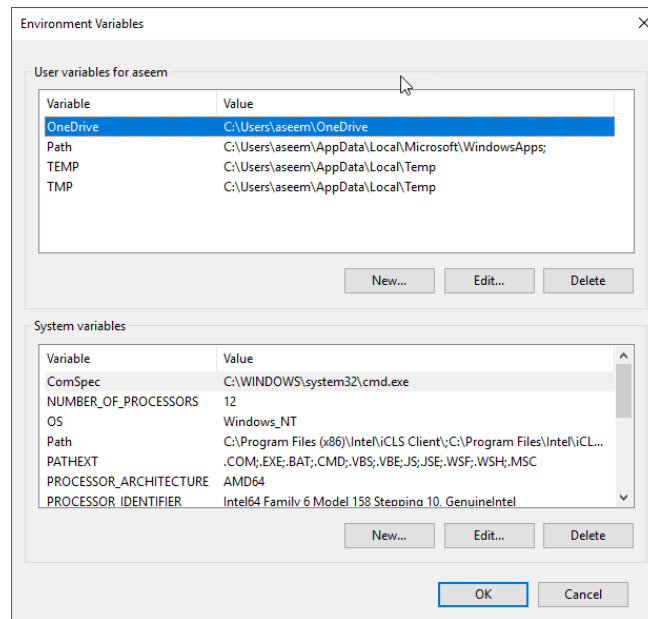 Environment Variables
User variables for aseem
Variable Value
OneDrive C:\Users\aseem\OneDrive
Path C:\Users\aseem\AppData\Local\Microsoft\WindowsApps;
TEMP C:\Users\aseem\AppData\Local\Temp
TMP C:\Users\aseem\AppData\Local\Temp
New... Edit... Delete
System variables
Variable Value
ComSpec C:\WINDOWS\system32\cmd.exe
NUMBER_OF_PROCESSORS 12
OS Windows_NT
Path C:\Program Files (x86)\Intel\iCLS Client\;C:\Program Files\Intel\iCL...
PATHEXT .COM;.EXE;.BAT;.CMD;.VBS;.VBE;.JS;.JSE;.WSF;.WSH;.MSC
PROCESSOR_ARCHITECTURE AMD64
PROCESSOR_IDENTIFIER Intel64 Family 6 Model 158 Stepping 10, GenuineIntel
New... Edit... Delete
OK Cancel